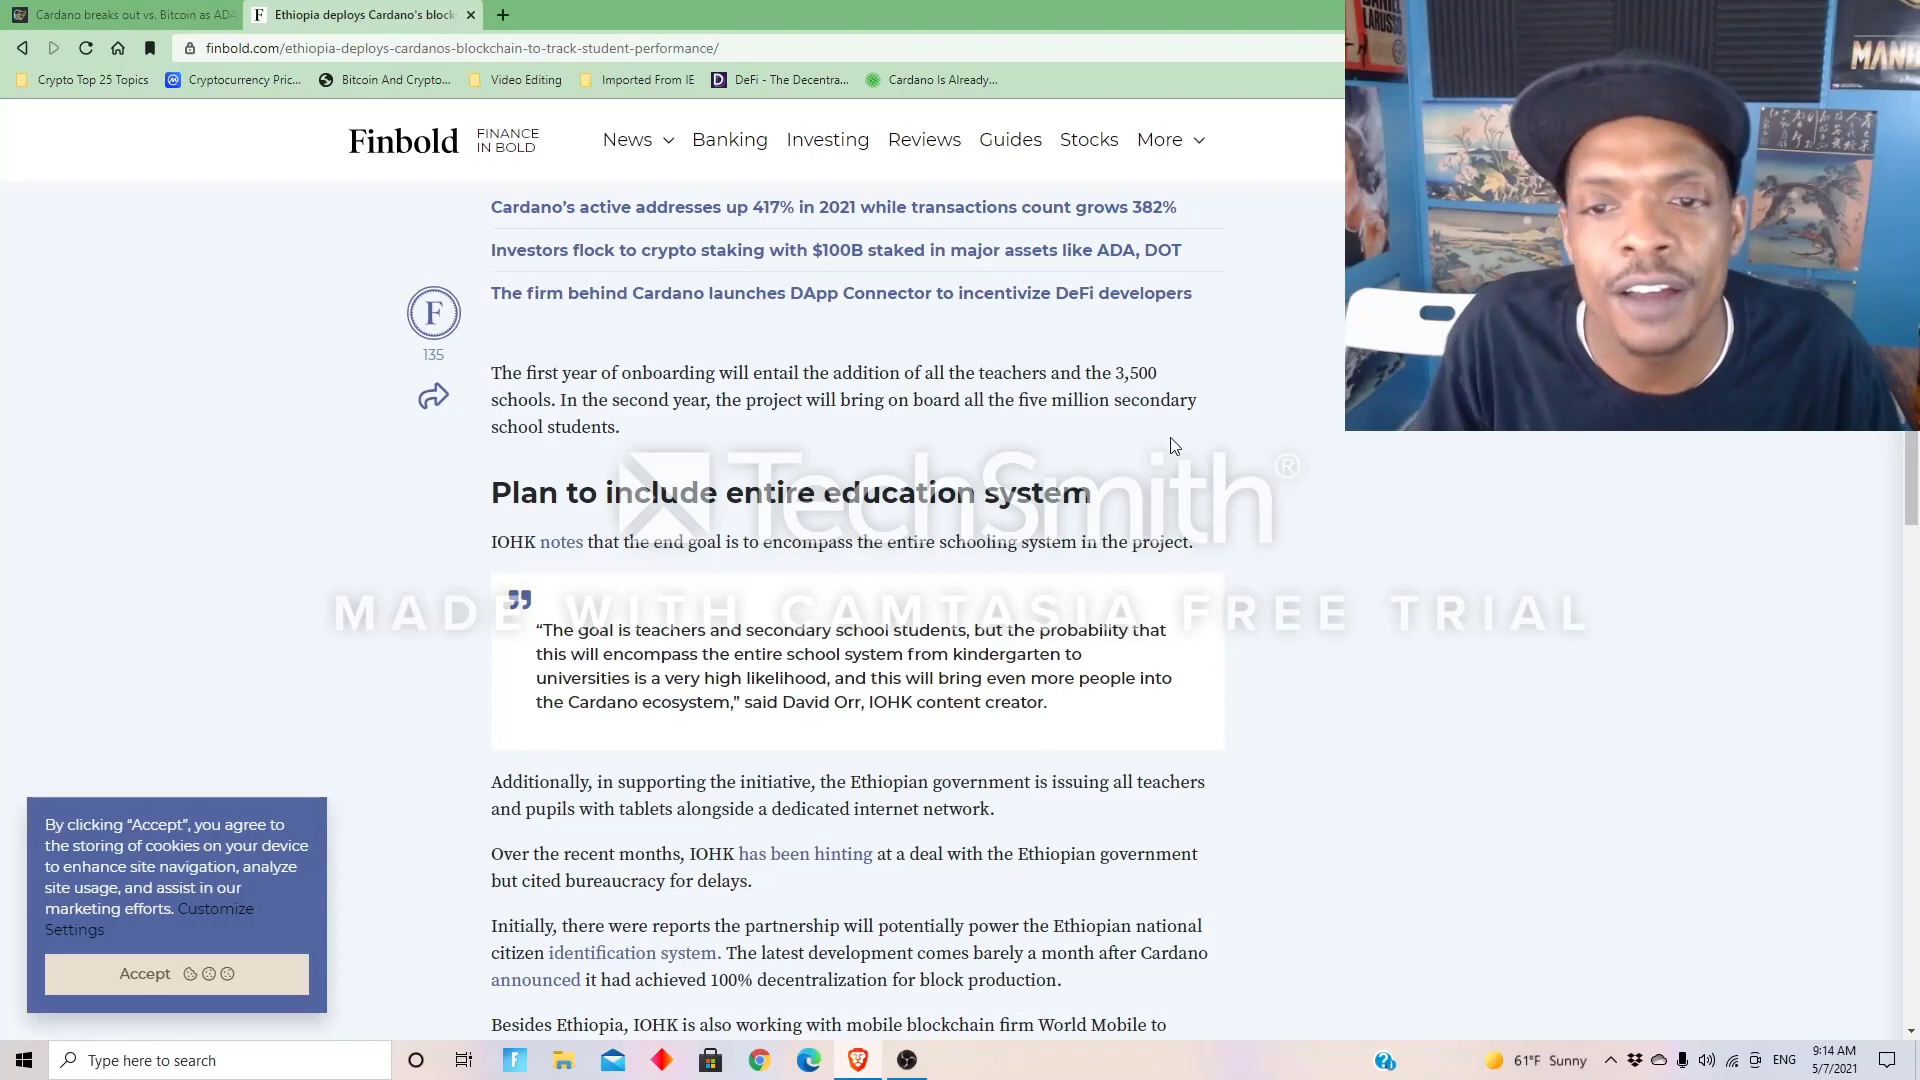 Cardano breaks out vs. Bitcoin as ADA
F Ethiopia deploys Cardano's block
finbold.com/ethiopia-deploys-cardanos-blockchain-to-track-student-performance/
Crypto Top 25 Topics Cryptocurrency Pric... Bitcoin And Crypto... Video Editing Imported From IE D DeFi - The Decentra... Cardano Is Already...
Finbold FINANCE IN BOLD News Banking Investing Reviews Guides Stocks More
Cardano’s active addresses up 417% in 2021 while transactions count grows 382%
Investors flock to crypto staking with $100B staked in major assets like ADA, DOT
The firm behind Cardano launches DApp Connector to incentivize DeFi developers
F
135
The first year of onboarding will entail the addition of all the teachers and the 3,500
schools. In the second year, the project will bring on board all the five million secondary
school students.
TechSmith®
Plan to include entire education system
IOHK notes that the end goal is to encompass the entire schooling system in the project.
MADE WITH CAMTASIA FREE TRIAL
“The goal is teachers and secondary school students, but the probability that
this will encompass the entire school system from kindergarten to
universities is a very high likelihood, and this will bring even more people into
the Cardano ecosystem,” said David Orr, IOHK content creator.
Additionally, in supporting the initiative, the Ethiopian government is issuing all teachers
and pupils with tablets alongside a dedicated internet network.
Over the recent months, IOHK has been hinting at a deal with the Ethiopian government
but cited bureaucracy for delays.
Initially, there were reports the partnership will potentially power the Ethiopian national
citizen identification system. The latest development comes barely a month after Cardano
announced it had achieved 100% decentralization for block production.
Besides Ethiopia, IOHK is also working with mobile blockchain firm World Mobile to
By clicking “Accept”, you agree to
the storing of cookies on your device
to enhance site navigation, analyze
site usage, and assist in our
marketing efforts. Customize
Settings
Accept
Type here to search
61°F Sunny
ENG
9:14 AM
5/7/2021